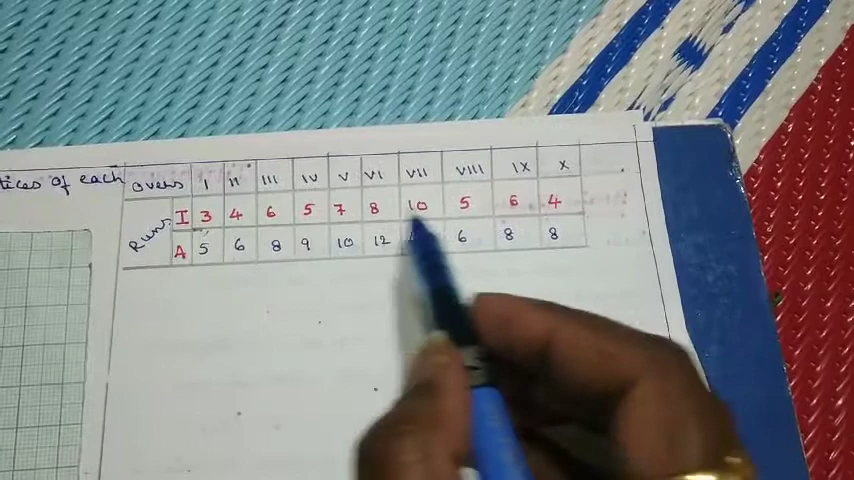 tices of each
overs I II III IV V VI VII VIII IX X
Runs
I 3 4 6 5 7 8 10 5 6 4
A 5 6 8 9 10 12 6 8 8